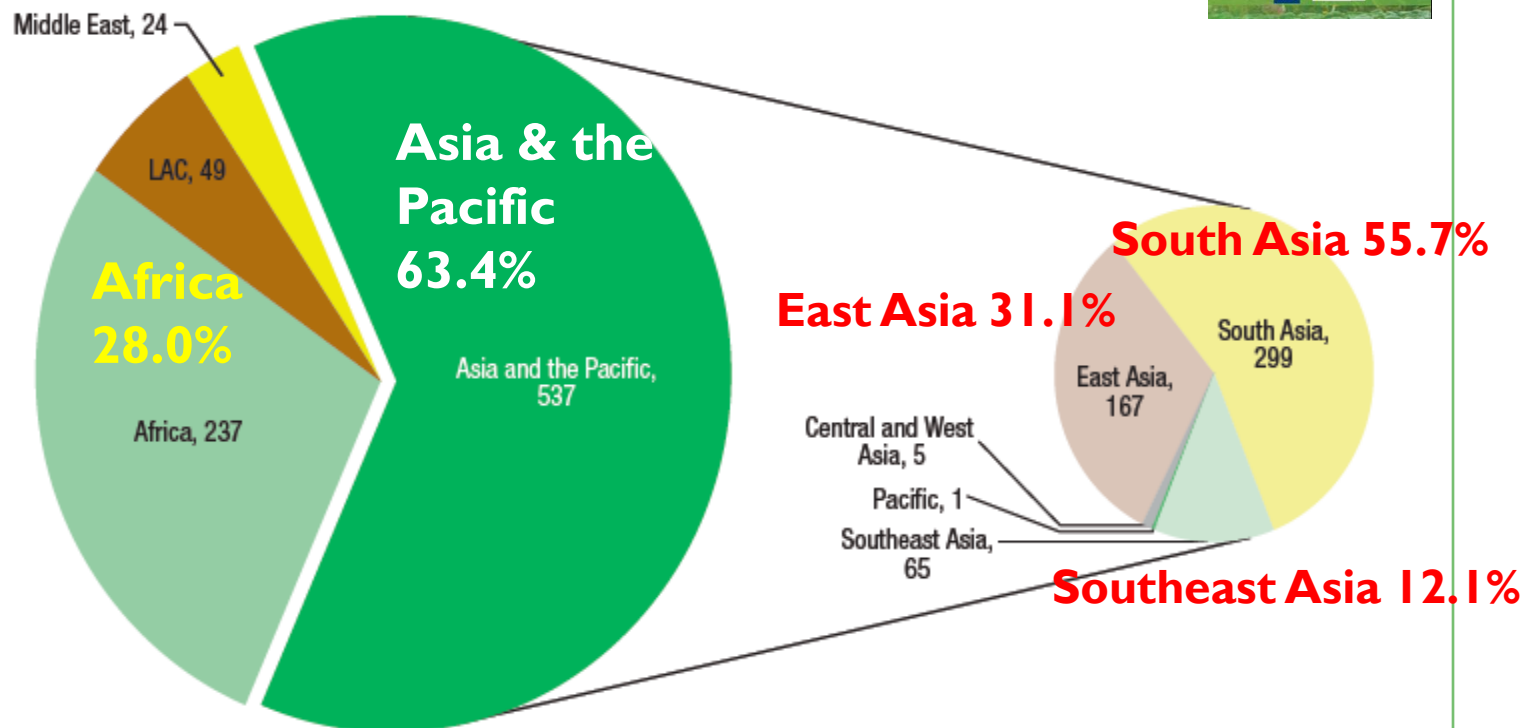 Middle East, 24
LAC, 49
Asia & the
Pacific
63.4%
Africa
28.0%
Africa, 237
Asia and the Pacific,
537
South Asia 55.7%
East Asia 31.1%
South Asia,
299
East Asia,
167
Central and West
Asia, 5
Pacific, 1
Southeast Asia,
65
Southeast Asia 12.1%